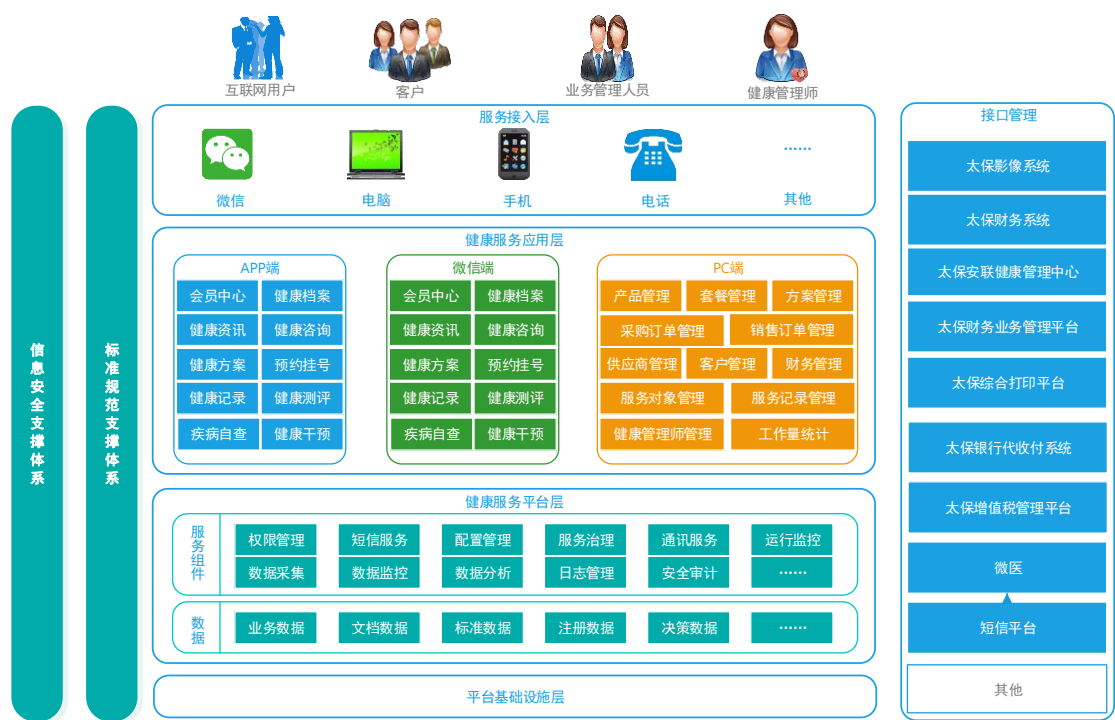 互联网用户
客户
业务管理人员
健康管理师
信息安全支撑体系
标准规范支撑体系
服务接入层
微信
电脑
手机
电话
······
其他
健康服务应用层
APP端
会员中心 健康档案
健康资讯 健康咨询
健康方案 预约挂号
健康记录 健康测评
疾病自查 健康干预
微信端
会员中心 健康档案
健康资讯 健康咨询
健康方案 预约挂号
健康记录 健康测评
疾病自查 健康干预
PC端
产品管理 套餐管理 方案管理
采购订单管理 销售订单管理
供应商管理 客户管理 财务管理
服务对象管理 服务记录管理
健康管理师管理 工作量统计
健康服务平台层
服务组件
权限管理 短信服务 配置管理 服务治理 通讯服务 运行监控
数据采集 数据监控 数据分析 日志管理 安全审计 ······
数据
业务数据 文档数据 标准数据 注册数据 决策数据 ······
平台基础设施层
接口管理
太保影像系统
太保财务系统
太保安联健康管理中心
太保财务业务管理平台
太保综合打印平台
太保银行代收付系统
太保增值税管理平台
微医
短信平台
其他